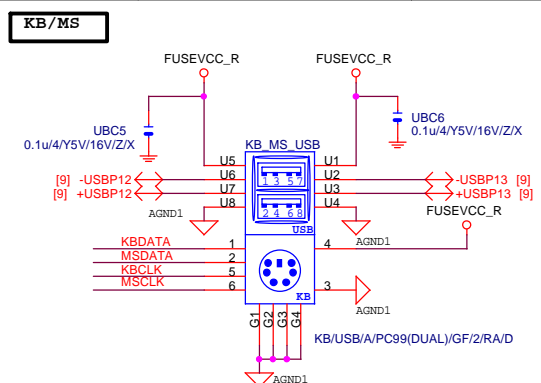 KB/MS
FUSEVCC_R FUSEVCC_R
UBC5
0.1u/4/Y5V/16V/Z/X
UBC6
0.1u/4/Y5V/16V/Z/X
KB_MS_USB
U5 U1
[9] -USBP12 U6 U2 -USBP13 [9]
[9] +USBP12 U7 U3 +USBP13 [9]
U8 U4
1 3 5 7
2 4 6 8
USB
AGND1 AGND1
FUSEVCC_R
KBDATA 1 4
MSDATA 2
KBCLK 5
MSCLK 6 3
KB
AGND1
G1 G2 G3 G4
KB/USB/A/PC99(DUAL)/GF/2/RA/D
AGND1